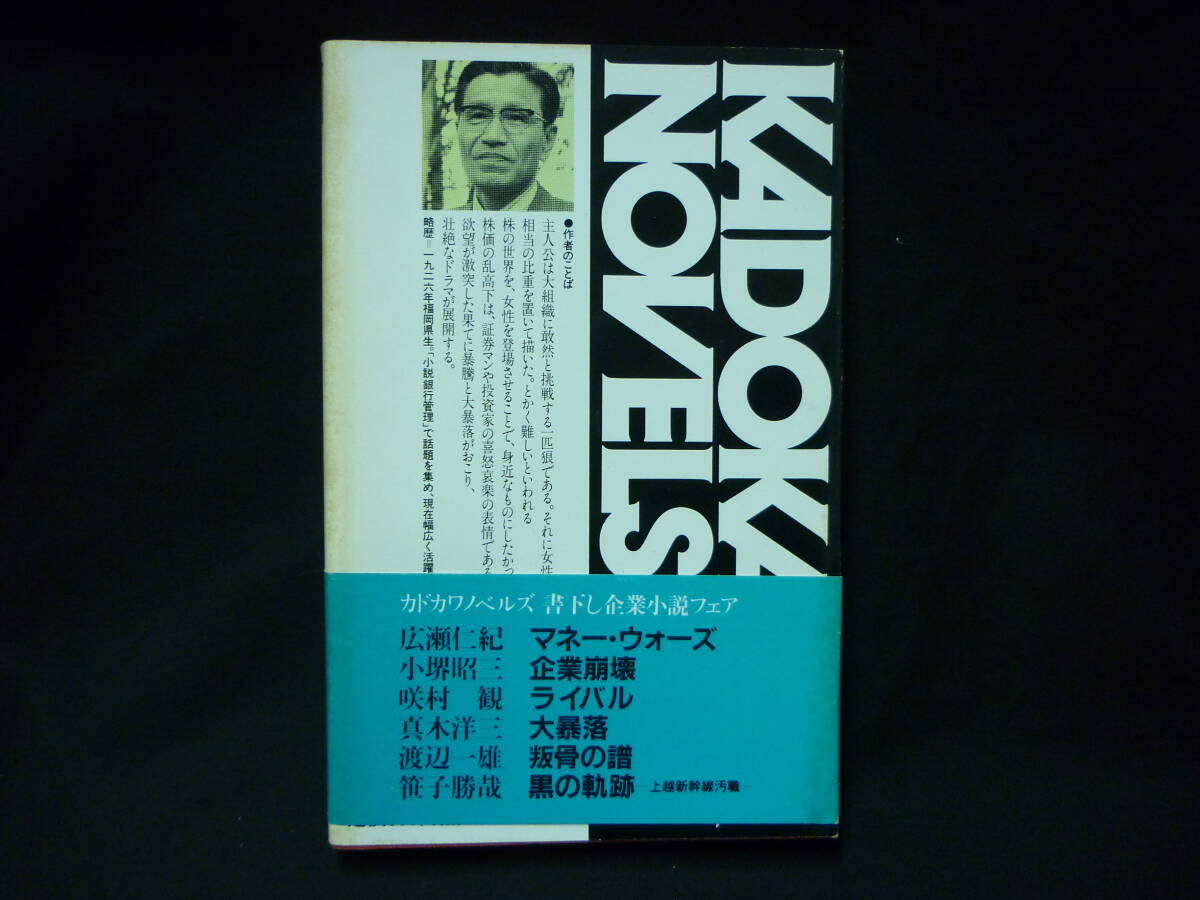 KADOKA
NOVELS
●作者のことば
主人公は大組織に敢然と挑戦する一匹狼である。それに女性
相当の比重を置いて描いた。とかく難しいといわれる
株の世界を、女性を登場させることで、身近なものにしたかっ
株価の乱高下は、証券マンや投資家の喜怒哀楽の表情である
欲望が激突した果てに暴騰と大暴落がおこり、
壮絶なドラマが展開する。
略歴=一九二六年福岡県生。「小説銀行管理」で話題を集め、現在幅広く活躍
カドカワノベルズ 書下し企業小説フェア
広瀬仁紀 マネー・ウォーズ
小堺昭三 企業崩壊
咲村 観 ライバル
真木洋三 大暴落
渡辺一雄 叛骨の譜
笹子勝哉 黒の軌跡 上越新幹線汚職